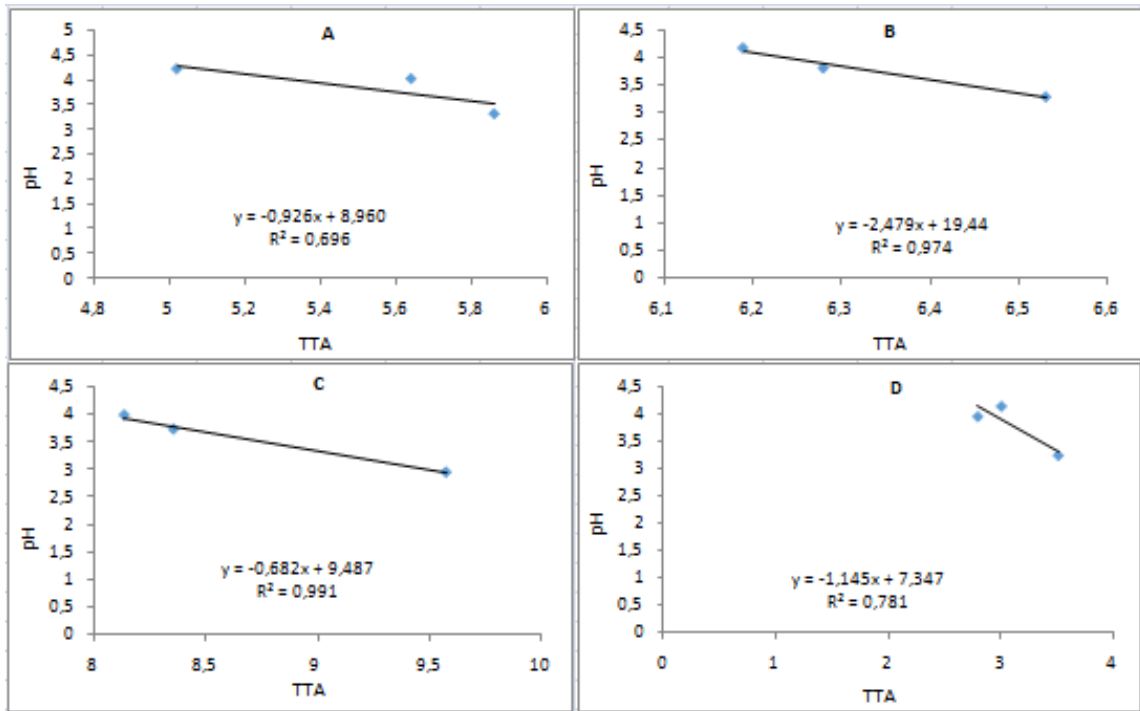 A
5
4,5
4
3,5
3
2,5
2
1,5
1
0,5
0
pH
y = -0,926x + 8,960
R² = 0,696
4,8 5 5,2 5,4 5,6 5,8 6
TTA
B
4,5
4
3,5
3
2,5
2
1,5
1
0,5
0
pH
y = -2,479x + 19,44
R² = 0,974
6,1 6,2 6,3 6,4 6,5 6,6
TTA
C
4,5
4
3,5
3
2,5
2
1,5
1
0,5
0
pH
y = -0,682x + 9,487
R² = 0,991
8 8,5 9 9,5 10
TTA
D
4,5
4
3,5
3
2,5
2
1,5
1
0,5
0
pH
y = -1,145x + 7,347
R² = 0,781
0 1 2 3 4
TTA